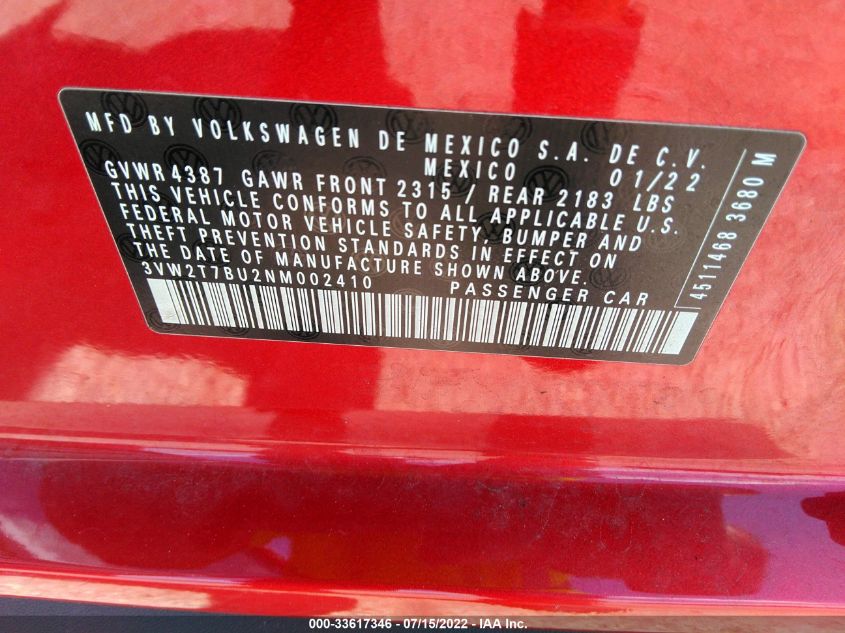 MFD BY VOLKSWAGEN DE MEXICO S.A. DE C.V.
MEXICO 01/22
GVWR 4387 GAWR FRONT 2315 / REAR 2183 LBS
THIS VEHICLE CONFORMS TO ALL APPLICABLE U.S.
FEDERAL MOTOR VEHICLE SAFETY, BUMPER AND
THEFT PREVENTION STANDARDS IN EFFECT ON
THE DATE OF MANUFACTURE SHOWN ABOVE.
3VW2T7BU2NM002410 PASSENGER CAR
4511468 3680 M
000-33617346 - 07/15/2022 - IAA Inc.